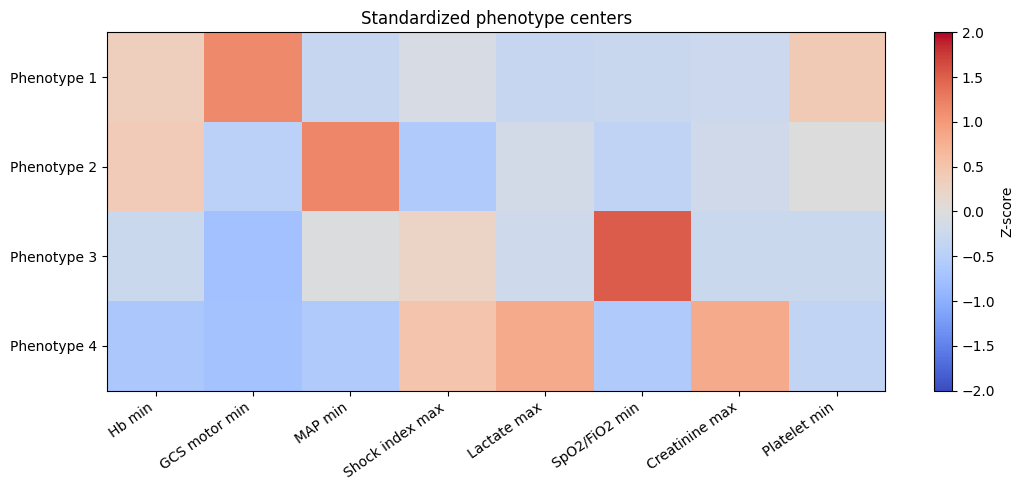 Standardized phenotype centers
Phenotype 1
Phenotype 2
Phenotype 3
Phenotype 4
Hb min
GCS motor min
MAP min
Shock index max
Lactate max
SpO2/FiO2 min
Creatinine max
Platelet min
2.0
1.5
1.0
0.5
0.0
−0.5
−1.0
−1.5
−2.0
Z-score